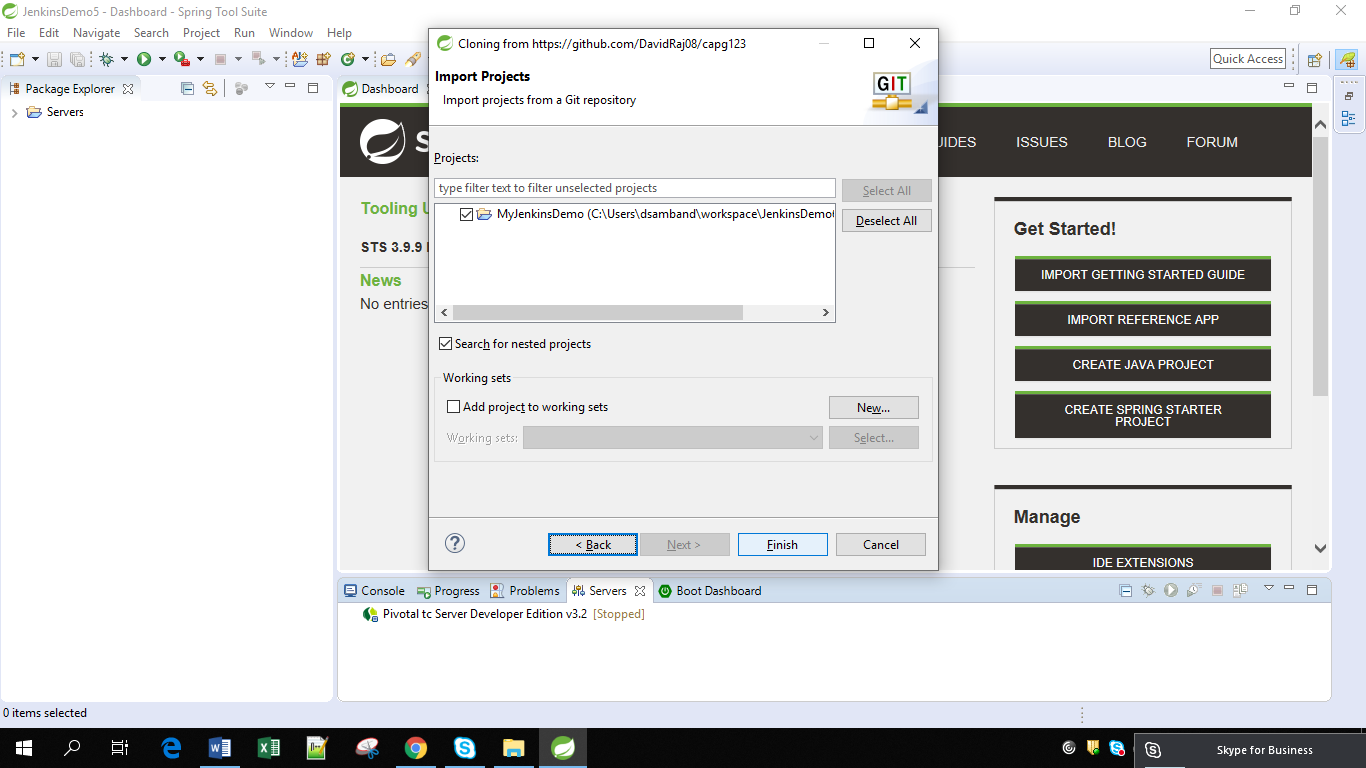 JenkinsDemo5 - Dashboard - Spring Tool Suite
File Edit Navigate Search Project Run Window Help
Quick Access
Package Explorer
Servers
Dashboard
Cloning from https://github.com/DavidRaj08/capg123
Import Projects
Import projects from a Git repository
GIT
Projects:
type filter text to filter unselected projects
Select All
MyJenkinsDemo (C:\Users\dsamband\workspace\JenkinsDemo
Deselect All
Search for nested projects
Working sets
Add project to working sets
New...
Working sets:
Select...
< Back
Next >
Finish
Cancel
S
UIDES ISSUES BLOG FORUM
Tooling
STS 3.9.9
News
No entries
Get Started!
IMPORT GETTING STARTED GUIDE
IMPORT REFERENCE APP
CREATE JAVA PROJECT
CREATE SPRING STARTER
PROJECT
Manage
IDE EXTENSIONS
Console Progress Problems Servers Boot Dashboard
Pivotal tc Server Developer Edition v3.2 [Stopped]
0 items selected
Skype for Business